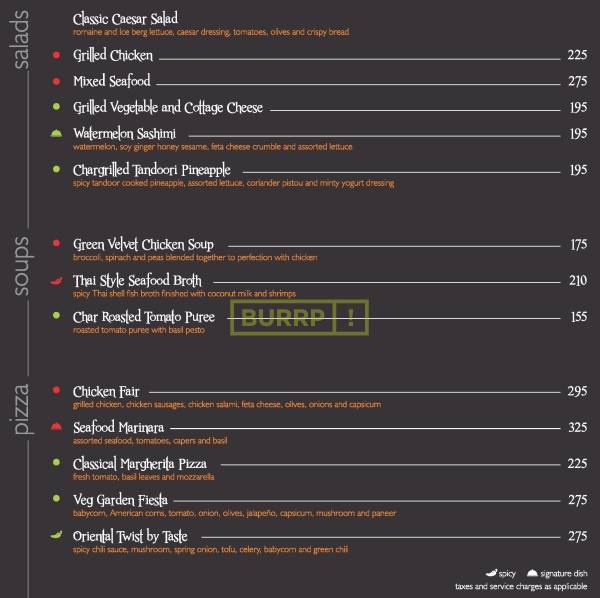 salads
Classic Caesar Salad
romaine and Ice berg lettuce, caesar dressing, tomatoes, olives and crispy bread
Grilled Chicken 225
Mixed Seafood 275
Grilled Vegetable and Cottage Cheese 195
Watermelon Sashimi 195
watermelon, soy ginger honey sesame, feta cheese crumble and assorted lettuce
Chargrilled Tandoori Pineapple 195
spicy tandoor cooked pineapple, assorted lettuce, coriander pistou and minty yogurt dressing
soups
Green Velvet Chicken Soup 175
broccoli, spinach and peas blended together to perfection with chicken
Thai Style Seafood Broth 210
spicy Thai shell fish broth finished with coconut milk and shrimps
Char Roasted Tomato Puree 155
roasted tomato puree with basil pesto
BURRP!
pizza
Chicken Fair 295
grilled chicken, chicken sausages, chicken salami, feta cheese, olives, onions and capsicum
Seafood Marinara 325
assorted seafood, tomatoes, capers and basil
Classical Margherita Pizza 225
fresh tomato, basil leaves and mozzarella
Veg Garden Fiesta 275
babycorn, American corns, tomato, onion, olives, jalapeño, capsicum, mushroom and paneer
Oriental Twist by Taste 275
spicy chili sauce, mushroom, spring onion, tofu, celery, babycorn and green chili
spicy signature dish
taxes and service charges as applicable